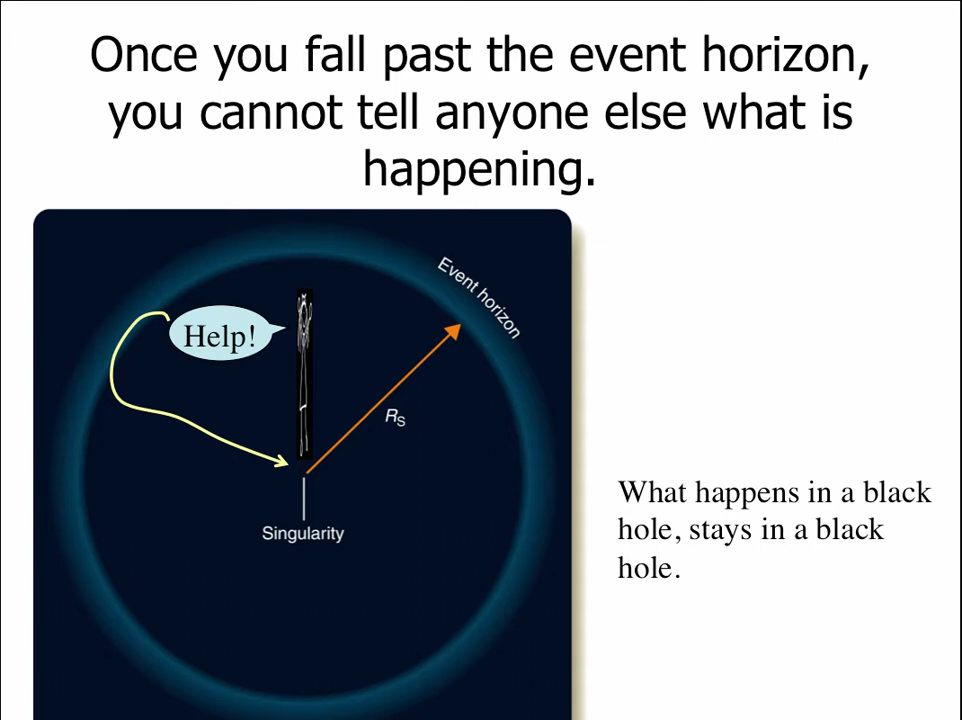 Once you fall past the event horizon,
you cannot tell anyone else what is
happening.
Event horizon
Help!
RS
Singularity
What happens in a black
hole, stays in a black
hole.